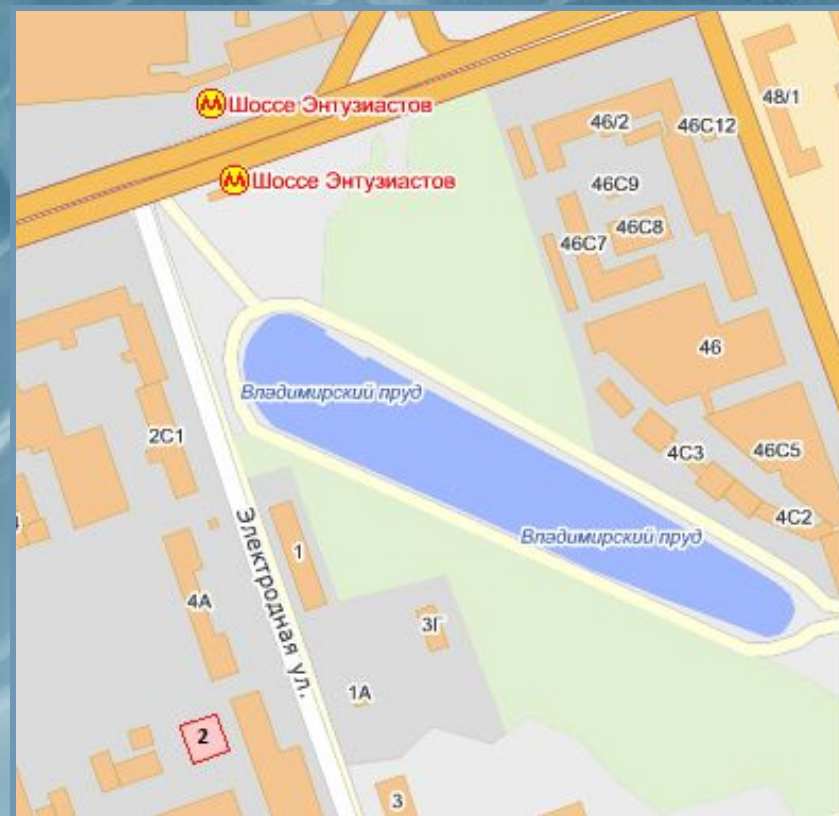 48/1
Шоссе Энтузиастов
46/2
46С12
Шоссе Энтузиастов
46С9
46С8
46С7
46
Владимирский пруд
2С1
4С3
46С5
4С2
Электродная ул.
1
Владимирский пруд
4А
3Г
1А
2
3